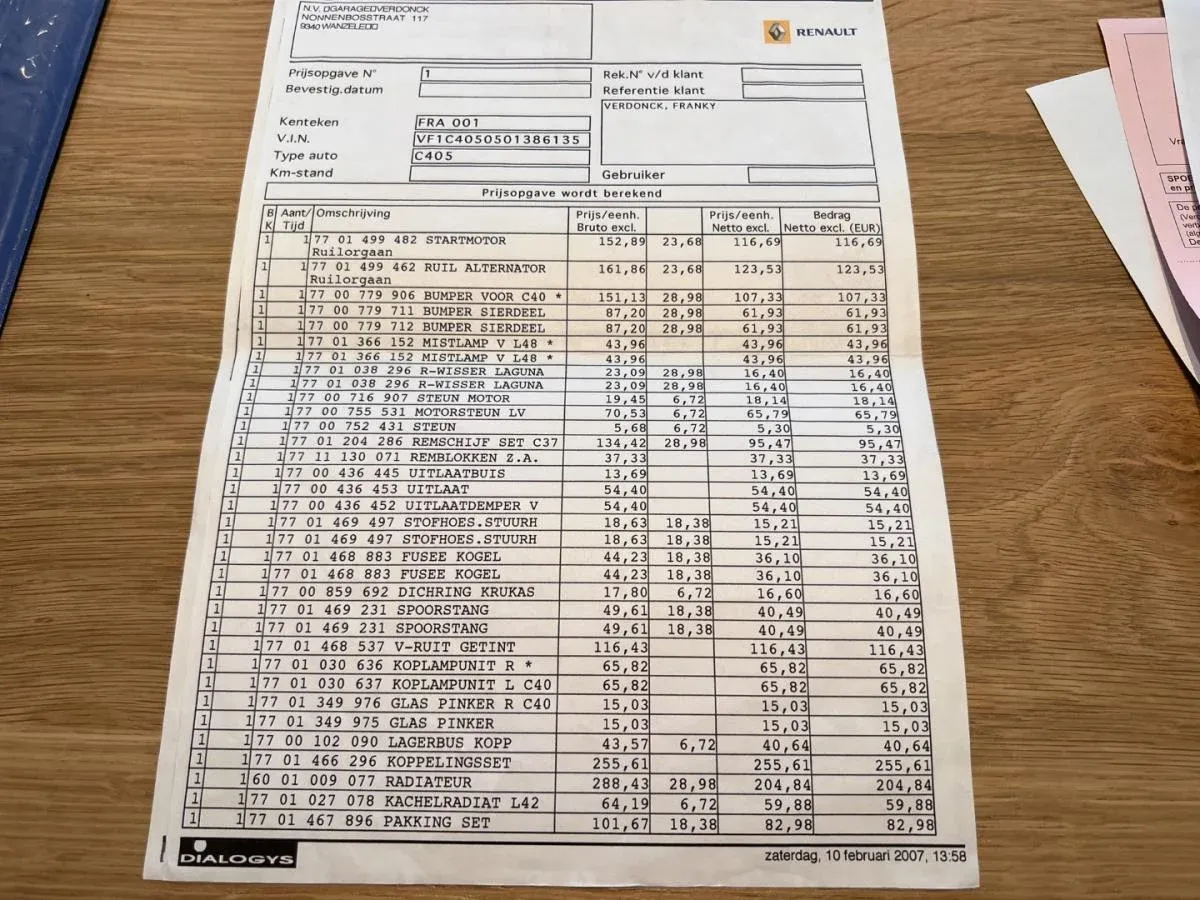 N.V. DGARAGEDVERDONCK
NONNENBOSSTRAAT 117
9340 WANZELEDD
RENAULT
Prijsopgave N° 1
Bevestig.datum
Rek.N° v/d klant
Referentie klant
VERDONCK, FRANKY
Kenteken FRA 001
V.I.N. VF1C4050501386135
Type auto C405
Km-stand
Gebruiker
Prijsopgave wordt berekend
B K Aant/ Tijd Omschrijving Prijs/eenh. Bruto excl. Prijs/eenh. Netto excl. Bedrag Netto excl. (EUR)
1 1 77 01 499 482 STARTMOTOR 152,89 23,68 116,69 116,69
Ruilorgaan
1 1 77 01 499 462 RUIL ALTERNATOR 161,86 23,68 123,53 123,53
Ruilorgaan
1 1 77 00 779 906 BUMPER VOOR C40 * 151,13 28,98 107,33 107,33
1 1 77 00 779 711 BUMPER SIERDEEL 87,20 28,98 61,93 61,93
1 1 77 00 779 712 BUMPER SIERDEEL 87,20 28,98 61,93 61,93
1 1 77 01 366 152 MISTLAMP V L48 * 43,96 43,96 43,96
1 1 77 01 366 152 MISTLAMP V L48 * 43,96 43,96 43,96
1 1 77 01 038 296 R-WISSER LAGUNA 23,09 28,98 16,40 16,40
1 1 77 01 038 296 R-WISSER LAGUNA 23,09 28,98 16,40 16,40
1 1 77 00 716 907 STEUN MOTOR 19,45 6,72 18,14 18,14
1 1 77 00 755 531 MOTORSTEUN LV 70,53 6,72 65,79 65,79
1 1 77 00 752 431 STEUN 5,68 6,72 5,30 5,30
1 1 77 01 204 286 REMSCHIJF SET C37 134,42 28,98 95,47 95,47
1 1 77 11 130 071 REMBLOKKEN Z.A. 37,33 37,33 37,33
1 1 77 00 436 445 UITLAATBUIS 13,69 13,69 13,69
1 1 77 00 436 453 UITLAAT 54,40 54,40 54,40
1 1 77 00 436 452 UITLAATDEMPER V 54,40 54,40 54,40
1 1 77 01 469 497 STOFHOES.STUURH 18,63 18,38 15,21 15,21
1 1 77 01 469 497 STOFHOES.STUURH 18,63 18,38 15,21 15,21
1 1 77 01 468 883 FUSEE KOGEL 44,23 18,38 36,10 36,10
1 1 77 01 468 883 FUSEE KOGEL 44,23 18,38 36,10 36,10
1 1 77 00 859 692 DICHRING KRUKAS 17,80 6,72 16,60 16,60
1 1 77 01 469 231 SPOORSTANG 49,61 18,38 40,49 40,49
1 1 77 01 469 231 SPOORSTANG 49,61 18,38 40,49 40,49
1 1 77 01 468 537 V-RUIT GETINT 116,43 116,43 116,43
1 1 77 01 030 636 KOPLAMPUNIT R * 65,82 65,82 65,82
1 1 77 01 030 637 KOPLAMPUNIT L C40 65,82 65,82 65,82
1 1 77 01 349 976 GLAS PINKER R C40 15,03 15,03 15,03
1 1 77 01 349 975 GLAS PINKER 15,03 15,03 15,03
1 1 77 00 102 090 LAGERBUS KOPP 43,57 6,72 40,64 40,64
1 1 77 01 466 296 KOPPELINGSSET 255,61 255,61 255,61
1 1 60 01 009 077 RADIATEUR 288,43 28,98 204,84 204,84
1 1 77 01 027 078 KACHELRADIAT L42 64,19 6,72 59,88 59,88
1 1 77 01 467 896 PAKKING SET 101,67 18,38 82,98 82,98
DIALOGYS
zaterdag, 10 februari 2007, 13:58